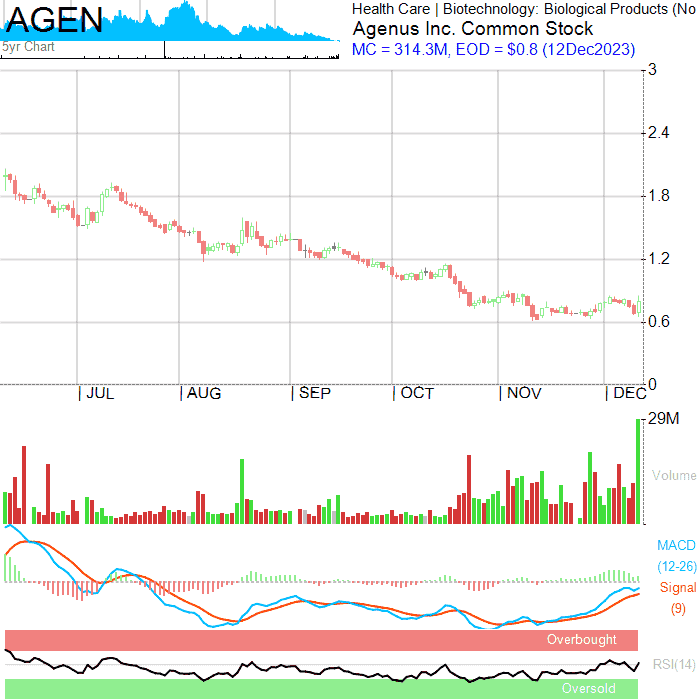 AGEN
5yr Chart
Health Care | Biotechnology: Biological Products (No
Agenus Inc. Common Stock
MC = 314.3M, EOD = $0.8 (12Dec2023)
3
2.4
1.8
1.2
0.6
0
| JUL | AUG | SEP | OCT | NOV | DEC
29M
Volume
MACD
(12-26)
Signal
(9)
Overbought
RSI(14)
Oversold